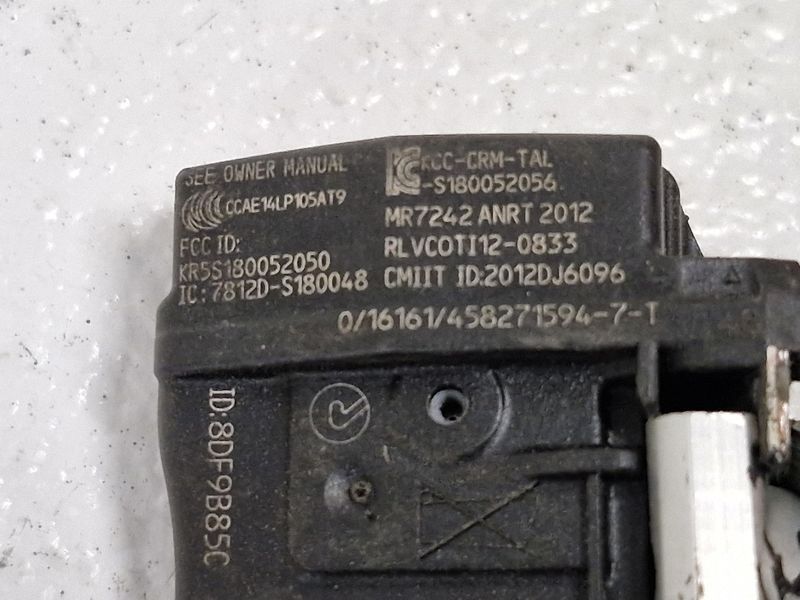 SEE OWNER MANUAL
CCAE14LP105AT9
FCC ID:
KR5S180052050
IC: 7812D-S180048
KCC-CRM-TAL
-S180052056
MR7242 ANRT 2012
RLVCOTI12-0833
CMIIT ID:2012DJ6096
0/16161/458271594-7-T
ID:8DF9B85C